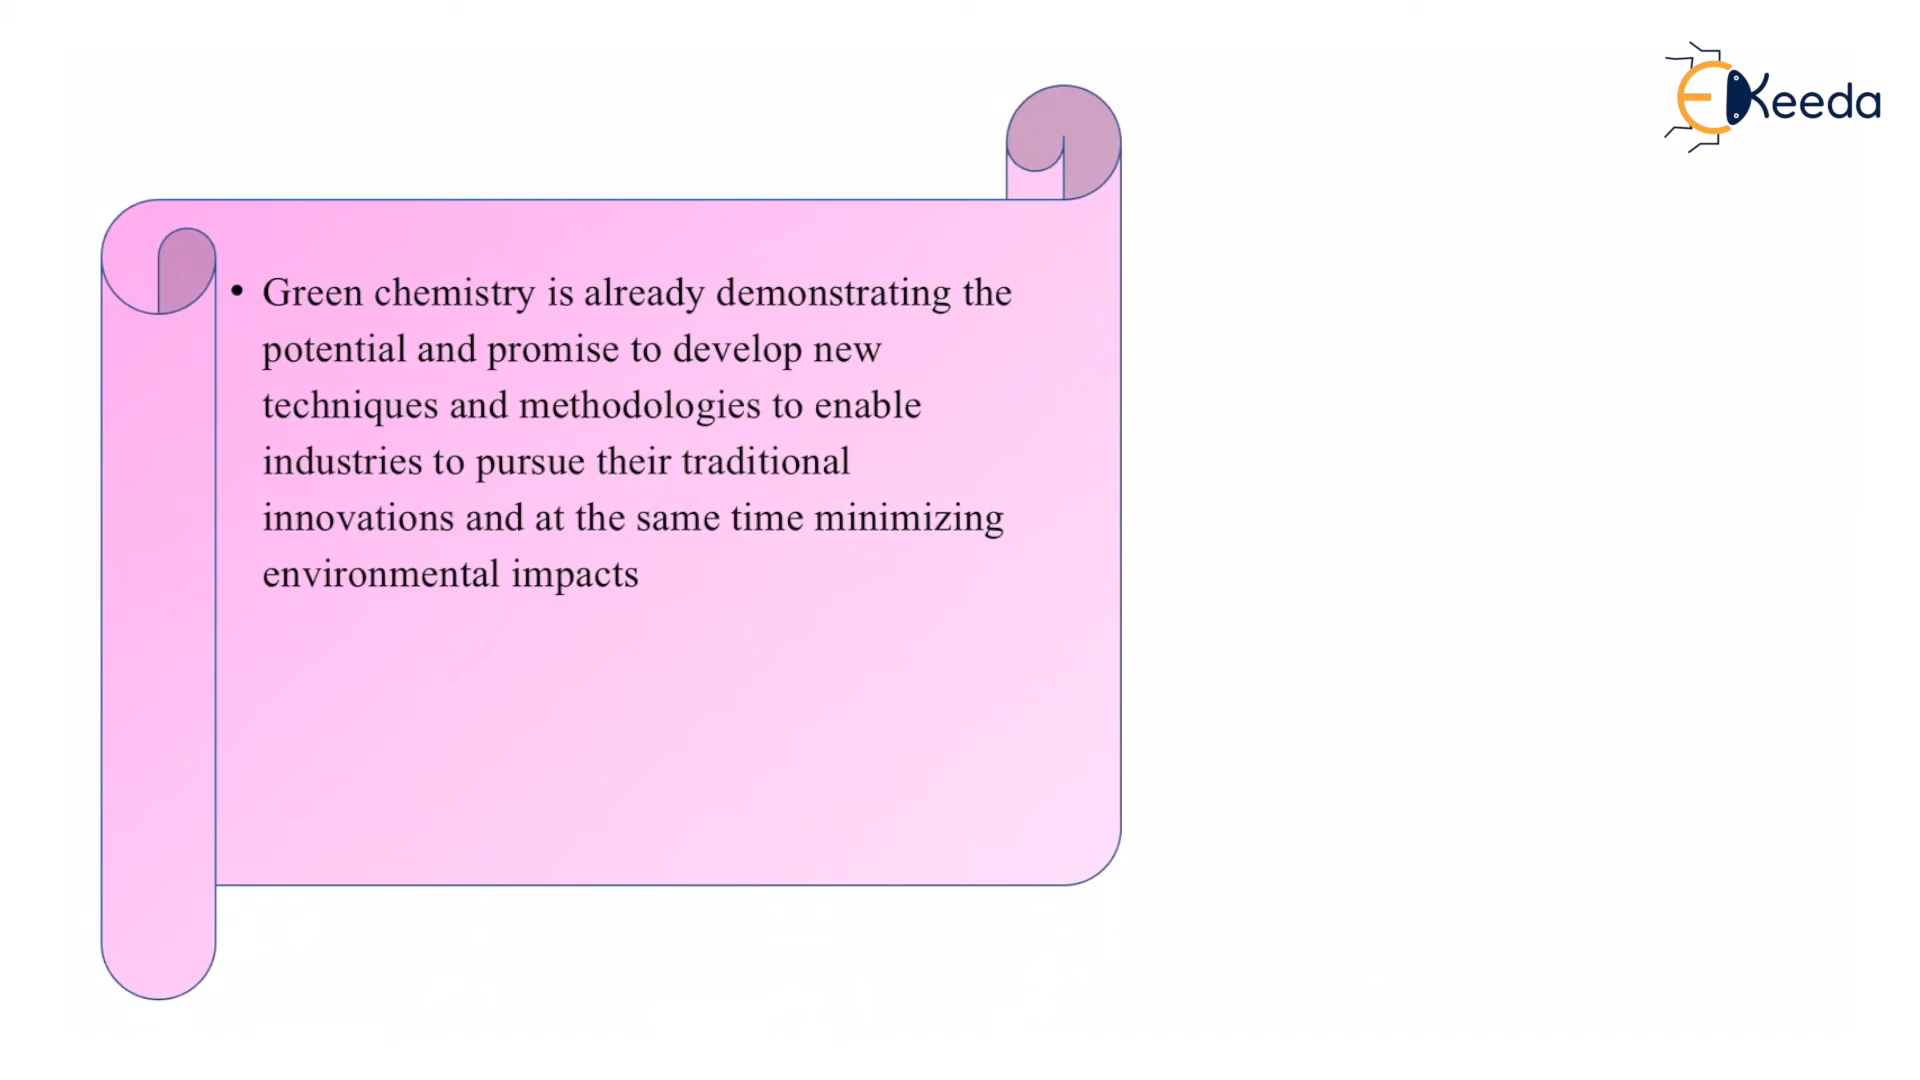 EKeeda
• Green chemistry is already demonstrating the
potential and promise to develop new
techniques and methodologies to enable
industries to pursue their traditional
innovations and at the same time minimizing
environmental impacts